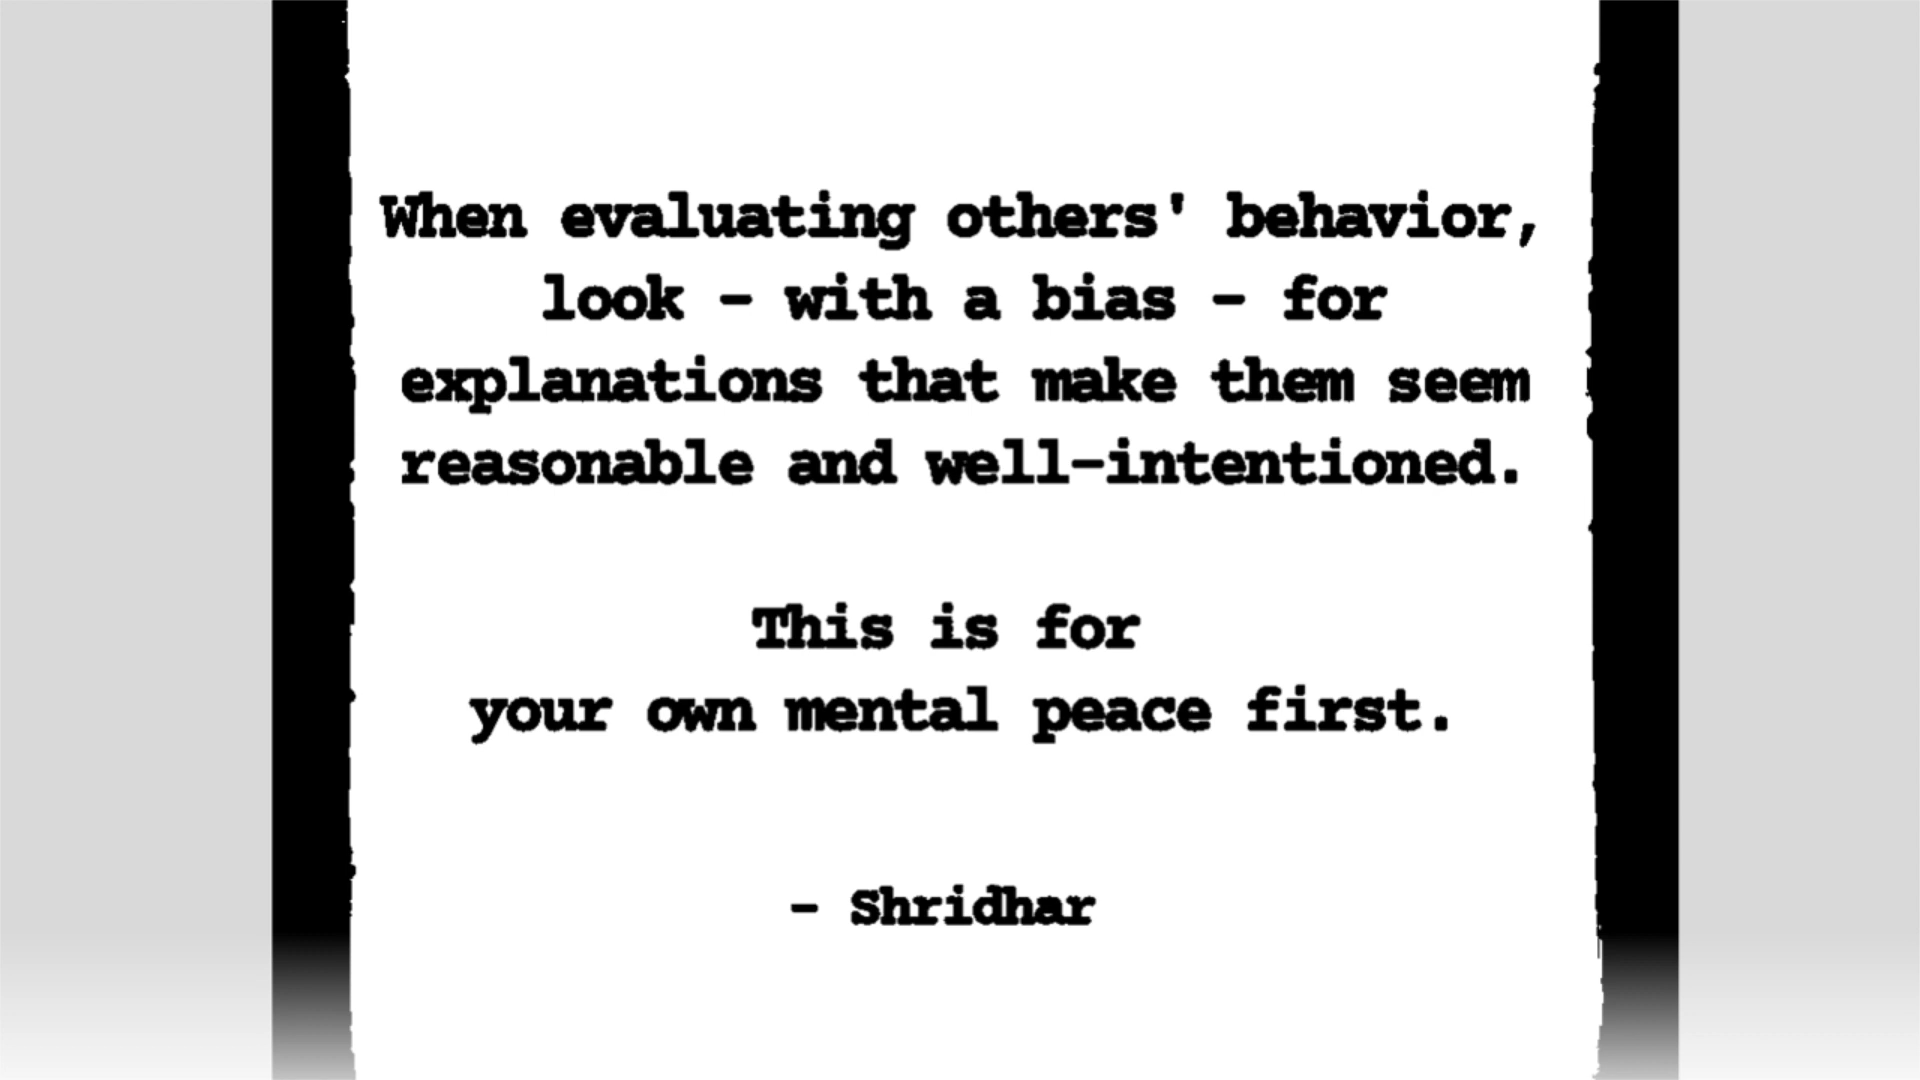 When evaluating others' behavior,
look - with a bias - for
explanations that make them seem
reasonable and well-intentioned.
This is for
your own mental peace first.
- Shridhar